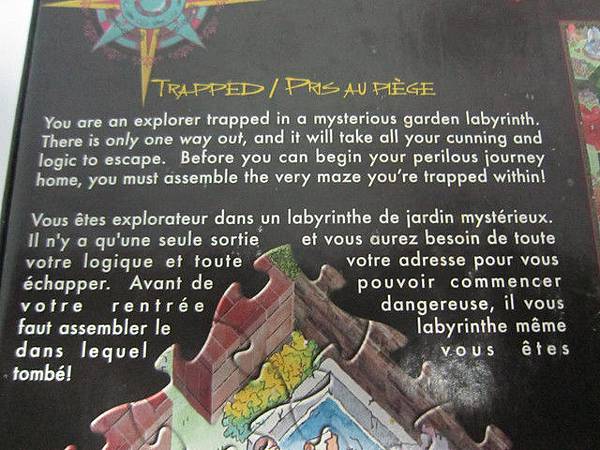 TRAPPED / PRIS AU PIÈGE
You are an explorer trapped in a mysterious garden labyrinth.
There is only one way out, and it will take all your cunning and
logic to escape. Before you can begin your perilous journey
home, you must assemble the very maze you're trapped within!
Vous êtes explorateur dans un labyrinthe de jardin mystérieux.
Il n'y a qu'une seule sortie et vous aurez besoin de toute
votre logique et toute votre adresse pour vous
échapper. Avant de pouvoir commencer
votre rentrée dangereuse, il vous
faut assembler le labyrinthe même
dans lequel vous êtes
tombé!